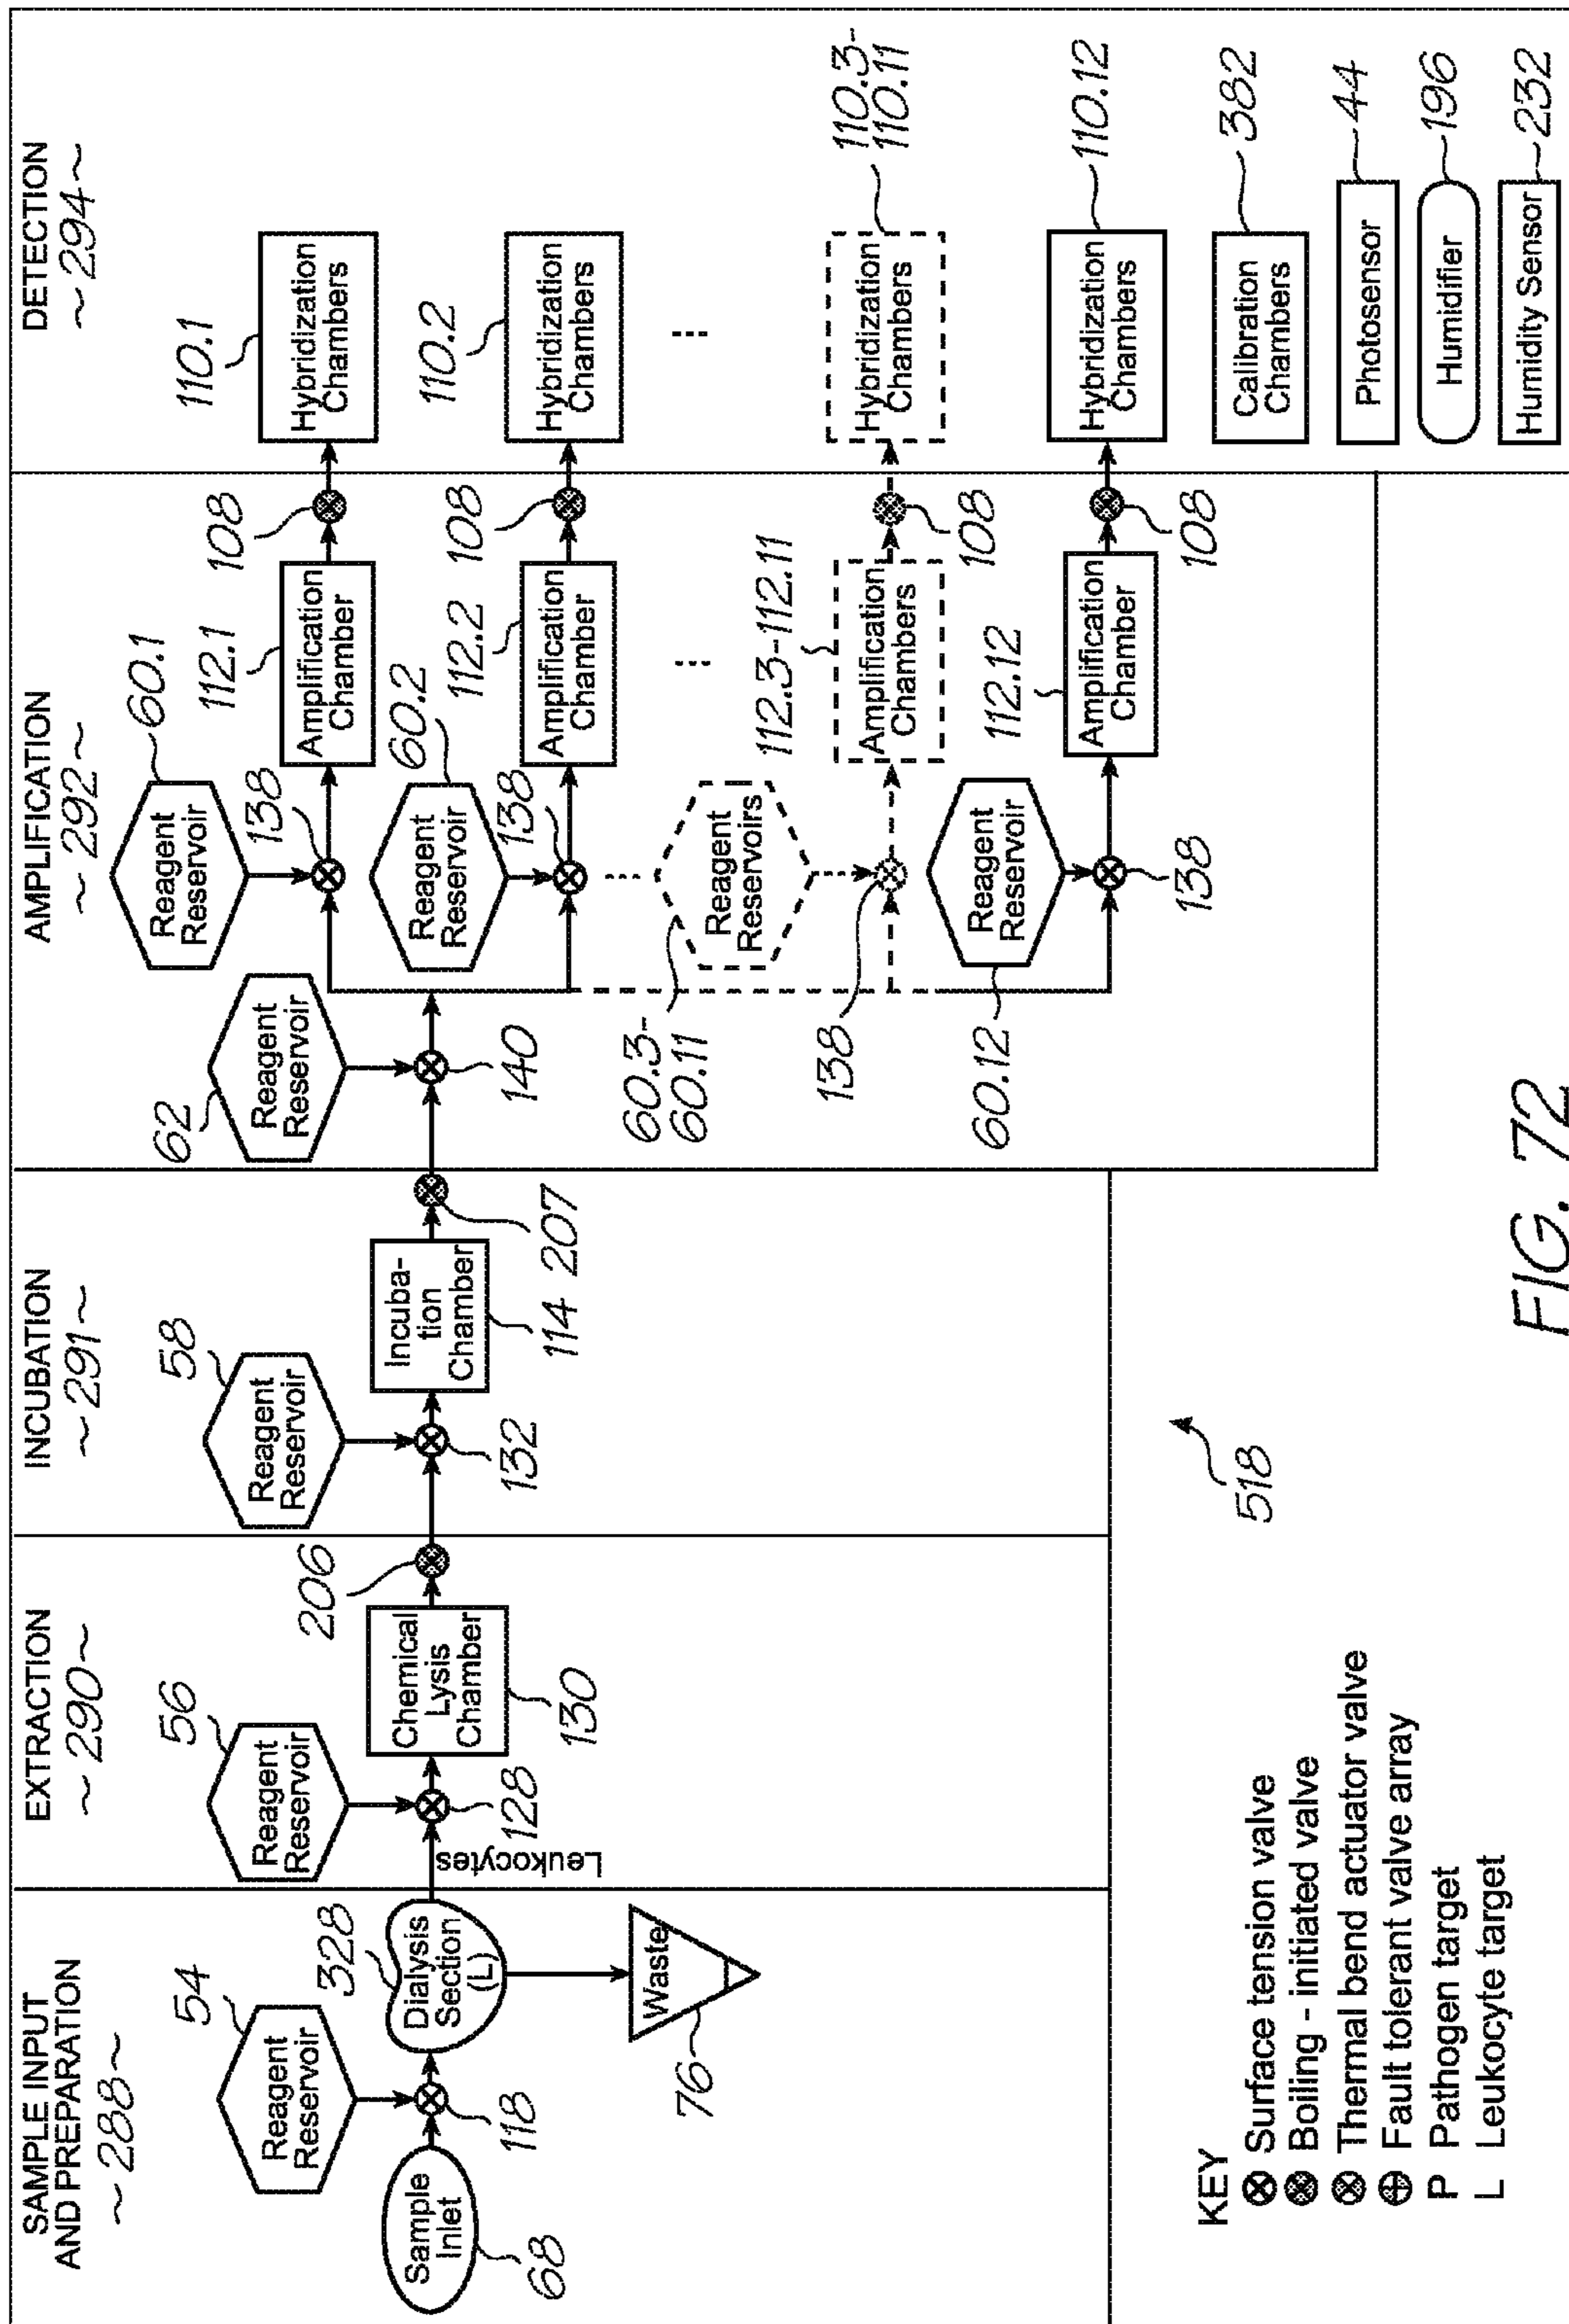 SAMPLE INPUT
AND PREPARATION
~288~
54
Reagent
Reservoir
Sample
Inlet
68
118
328
Dialysis
Section
(L)
Waste
76
EXTRACTION
~290~
56
Reagent
Reservoir
Leukocytes
128
Chemical
Lysis
Chamber
130
206
INCUBATION
~291~
58
Reagent
Reservoir
132
Incuba-
tion
Chamber
114
207
AMPLIFICATION
~292~
62
Reagent
Reservoir
140
60.1
Reagent
Reservoir
138
112.1
Amplification
Chamber
108
60.2
Reagent
Reservoir
138
112.2
Amplification
Chamber
108
...
...
60.3-
60.11
Reagent
Reservoirs
138
112.3-112.11
Amplification
Chambers
108
60.12
Reagent
Reservoir
138
112.12
Amplification
Chamber
108
DETECTION
~294~
110.1
Hybridization
Chambers
110.2
Hybridization
Chambers
...
110.3-
110.11
Hybridization
Chambers
110.12
Hybridization
Chambers
Calibration
Chambers
382
Photosensor
44
Humidifier
196
Humidity Sensor
232
518
KEY
Surface tension valve
Boiling - initiated valve
Thermal bend actuator valve
Fault tolerant valve array
P Pathogen target
L Leukocyte target
FIG. 72